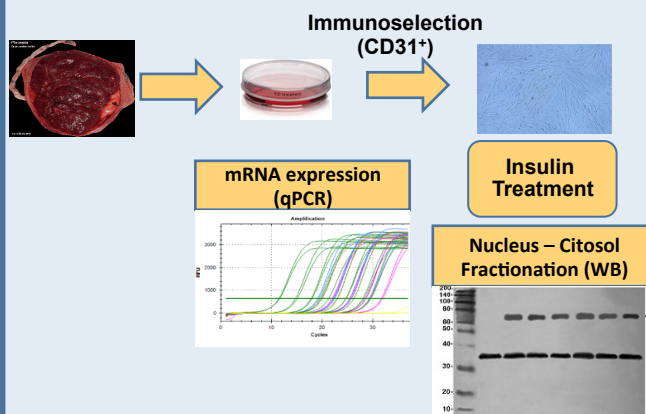 Immunoselection
(CD31⁺)
Placenta
Insulin
Treatment
mRNA expression
(qPCR)
Amplification
RFU
3000
2000
1000
0
0
10
20
30
Cycles
Nucleus – Citosol
Fractionation (WB)
200-
140-
100-
80-
60-
50-
40-
30-
20-
10-